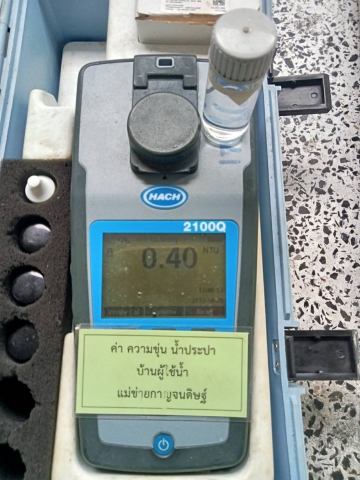 HACH
2100Q
0.40 NTU
ค่า ความขุ่น น้ำประปา
บ้านผู้ใช้น้ำ
แม่ข่ายกาญจนดิษฐ์